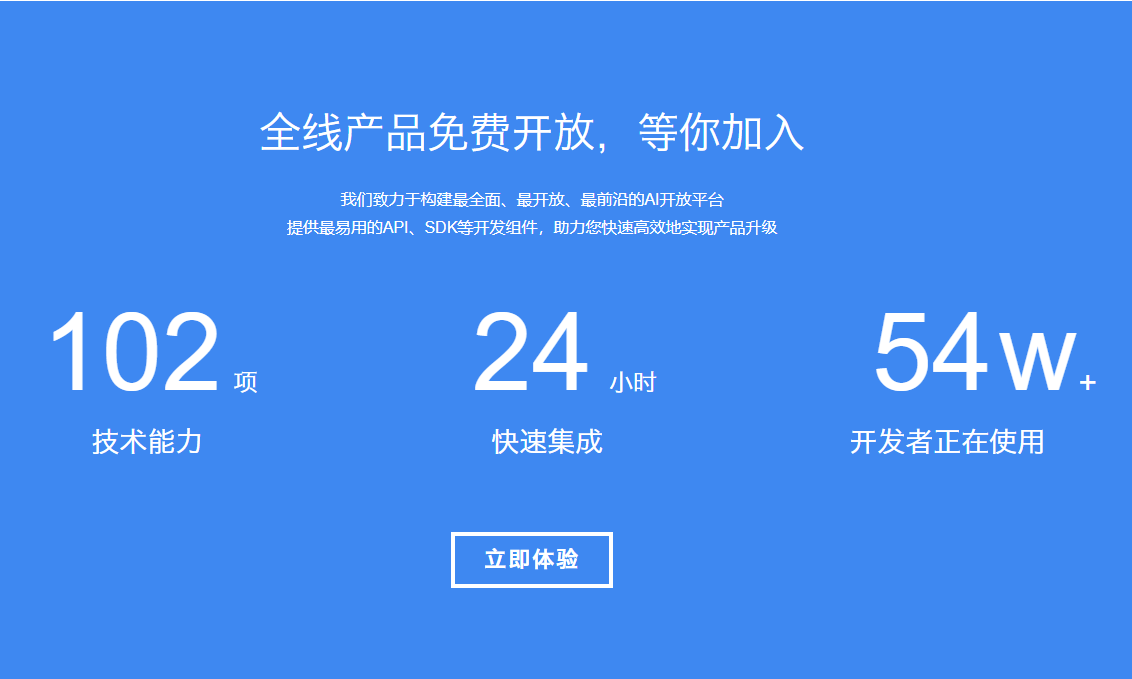 全线产品免费开放，等你加入
我们致力于构建最全面、最开放、最前沿的AI开放平台
提供最易用的API、SDK等开发组件，助力您快速高效地实现产品升级
102 项
24 小时
54w+
技术能力
快速集成
开发者正在使用
立即体验